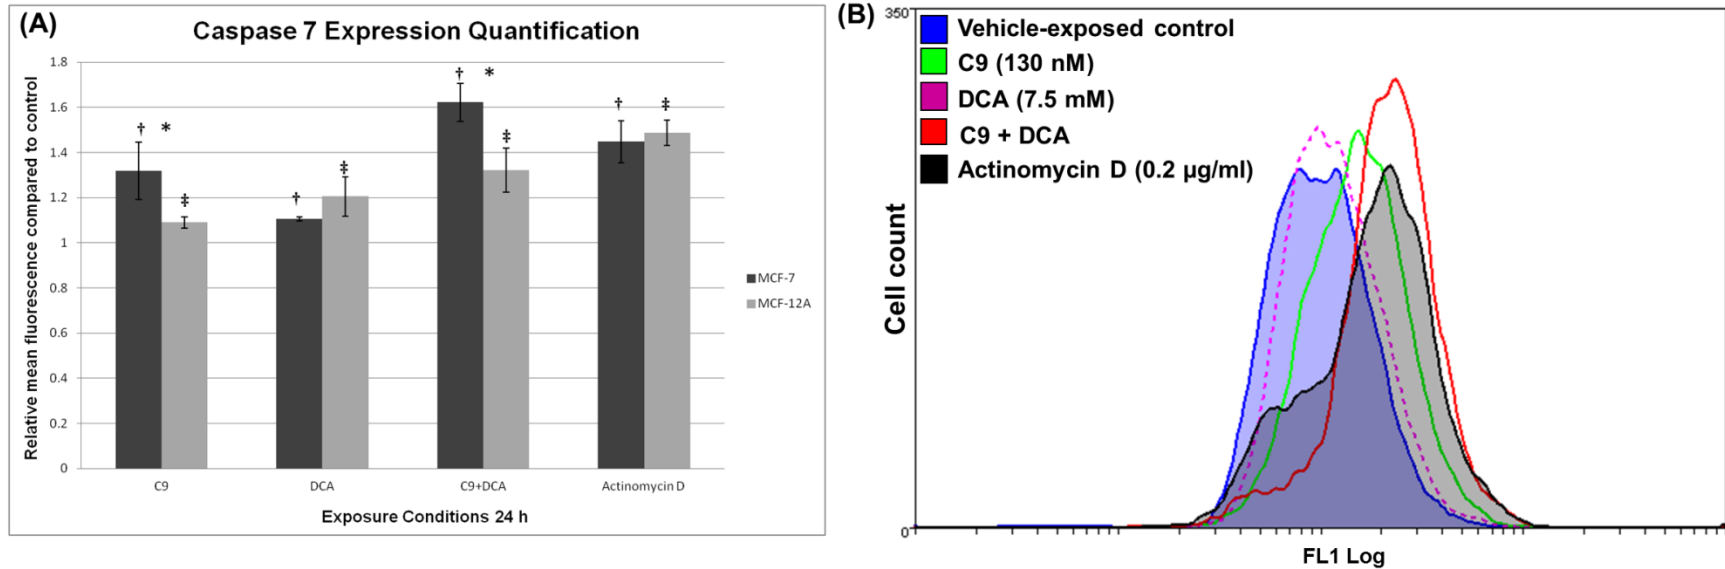 (A)
Caspase 7 Expression Quantification
Relative mean fluorescence compared to control
1.8
1.6
1.4
1.2
1
0.8
0.6
0.4
0.2
0
† *
‡
†
‡
† *
‡
†
‡
C9
DCA
C9+DCA
Actinomycin D
Exposure Conditions 24 h
MCF-7
MCF-12A
(B)
350
Vehicle-exposed control
C9 (130 nM)
DCA (7.5 mM)
C9 + DCA
Actinomycin D (0.2 µg/ml)
Cell count
0
FL1 Log